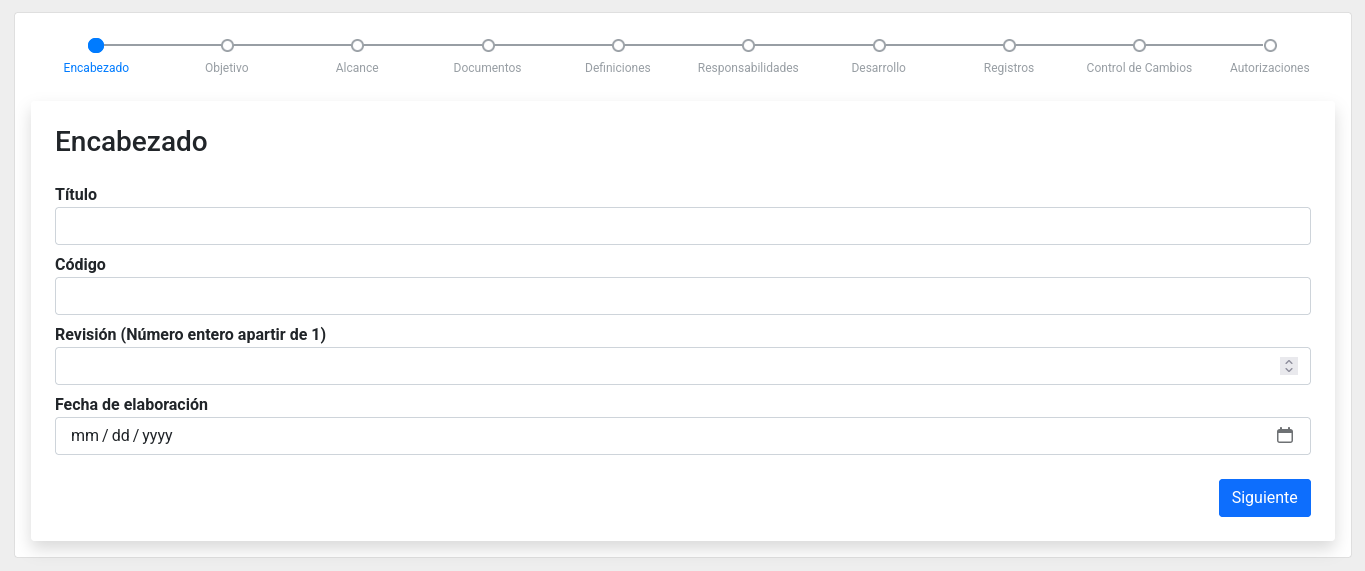 Encabezado Objetivo Alcance Documentos Definiciones Responsabilidades Desarrollo Registros Control de Cambios Autorizaciones
Encabezado
Título
Código
Revisión (Número entero apartir de 1)
Fecha de elaboración
mm / dd / yyyy
Siguiente